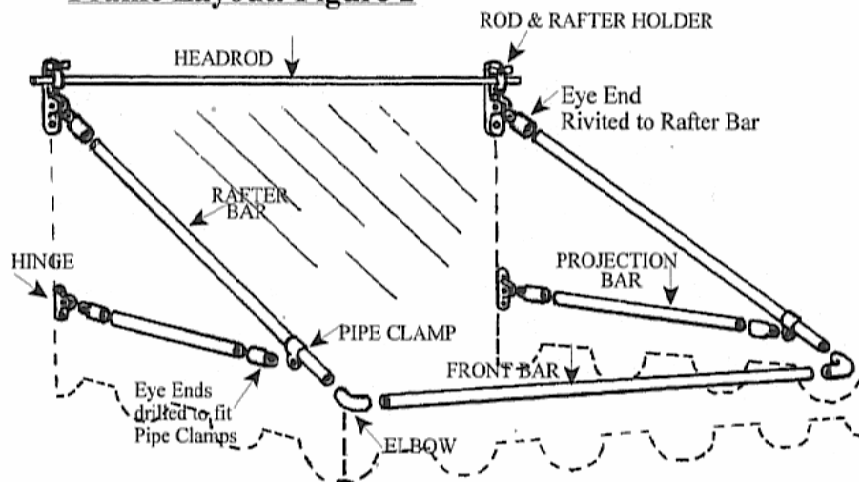 ROD & RAFTER HOLDER
HEADROD
Eye End
Rivited to Rafter Bar
RAFTER
BAR
HINGE
PROJECTION
BAR
PIPE CLAMP
FRONT BAR
Eye Ends
drilled to fit
Pipe Clamps
ELBOW